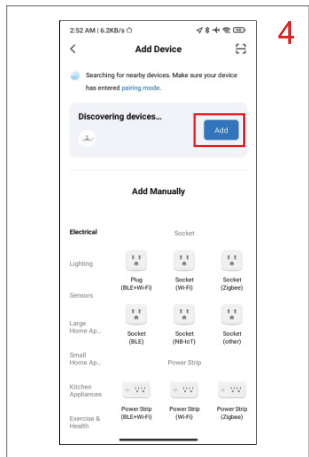 4
2:52 AM | 6.2KB/s
Add Device
Searching for nearby devices. Make sure your device
has entered pairing mode.
Discovering devices...
Add
Add Manually
Electrical
Socket
Lighting
Plug
(BLE+Wi-Fi)
Socket
(Wi-Fi)
Socket
(Zigbee)
Sensors
Large
Home Ap...
Socket
(BLE)
Socket
(NB-IoT)
Socket
(other)
Small
Home Ap...
Power Strip
Kitchen
Appliances
Power Strip
(BLE+Wi-Fi)
Power Strip
(Wi-Fi)
Power Strip
(Zigbee)
Exercise &
Health